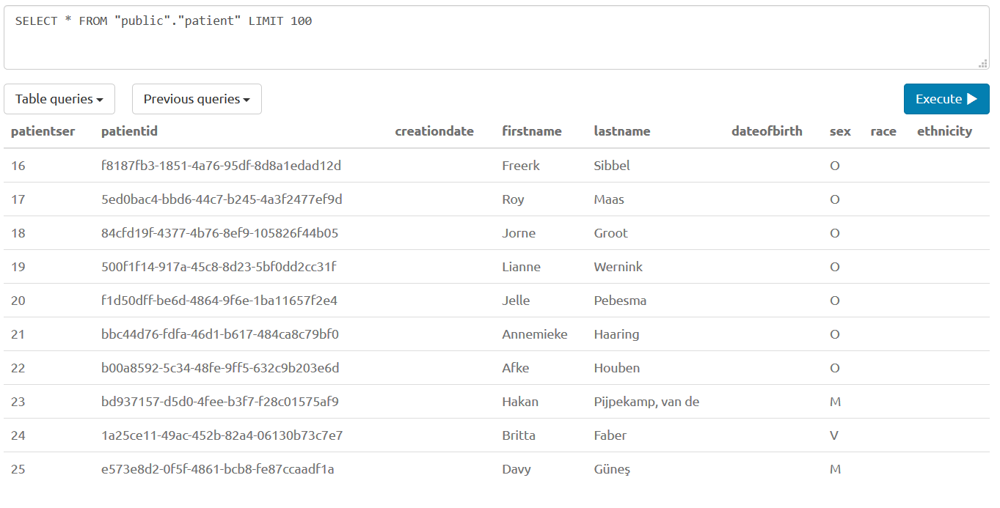 SELECT * FROM "public"."patient" LIMIT 100
Table queries Previous queries Execute
patientser patientid creationdate firstname lastname dateofbirth sex race ethnicity
16 f8187fb3-1851-4a76-95df-8d8a1edad12d Freerk Sibbel O
17 5ed0bac4-bbd6-44c7-b245-4a3f2477ef9d Roy Maas O
18 84cfd19f-4377-4b76-8ef9-105826f44b05 Jorne Groot O
19 500f1f14-917a-45c8-8d23-5bf0dd2cc31f Lianne Wernink O
20 f1d50dff-be6d-4864-9f6e-1ba11657f2e4 Jelle Pebesma O
21 bbc44d76-fdfa-46d1-b617-484ca8c79bf0 Annemieke Haaring O
22 b00a8592-5c34-48fe-9ff5-632c9b203e6d Afke Houben O
23 bd937157-d5d0-4fee-b3f7-f28c01575af9 Hakan Pijpekamp, van de M
24 1a25ce11-49ac-452b-82a4-06130b73c7e7 Britta Faber V
25 e573e8d2-0f5f-4861-bcb8-fe87ccaadf1a Davy Güneş M